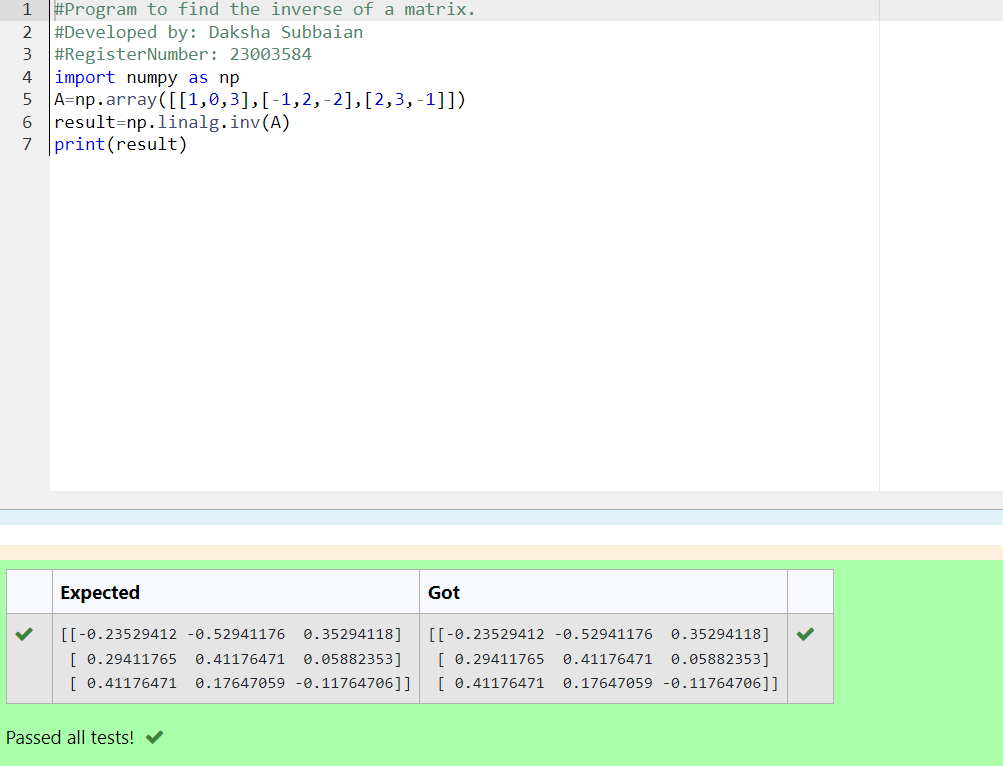 1 #Program to find the inverse of a matrix.
2 #Developed by: Daksha Subbaian
3 #RegisterNumber: 23003584
4 import numpy as np
5 A=np.array([[1,0,3],[-1,2,-2],[2,3,-1]])
6 result=np.linalg.inv(A)
7 print(result)
Expected Got
[[-0.23529412 -0.52941176  0.35294118] [[-0.23529412 -0.52941176  0.35294118]
[ 0.29411765  0.41176471  0.05882353] [ 0.29411765  0.41176471  0.05882353]
[ 0.41176471  0.17647059 -0.11764706]] [ 0.41176471  0.17647059 -0.11764706]]
Passed all tests!